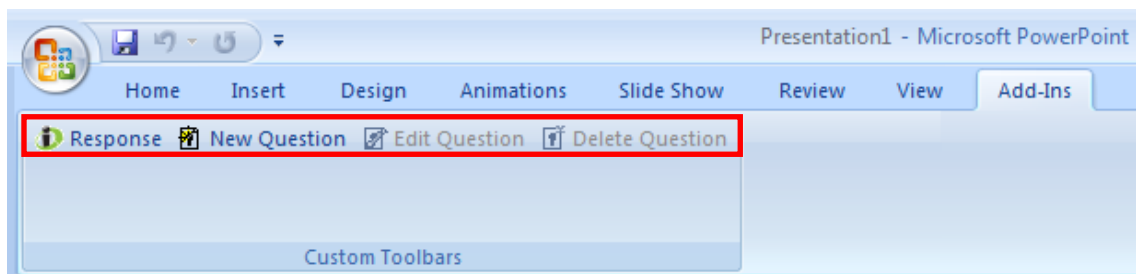 Presentation1 - Microsoft PowerPoint
Home Insert Design Animations Slide Show Review View Add-Ins
Response New Question Edit Question Delete Question
Custom Toolbars